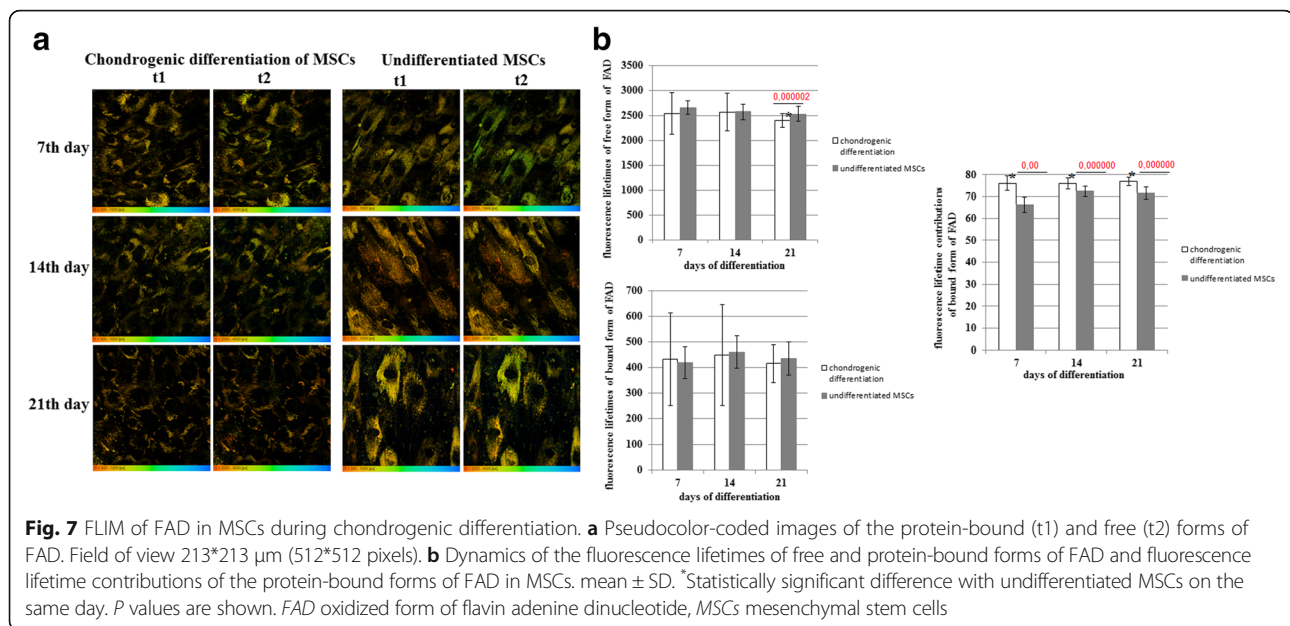 a
Chondrogenic differentiation of MSCs
Undifferentiated MSCs
t1 t2 t1 t2
7th day
14th day
21th day
b
fluorescence lifetimes of free form of FAD
3500
3000
2500
2000
1500
1000
500
0
0,000002
*
7 14 21
days of differentiation
chondrogenic
differentiation
undifferentiated MSCs
fluorescence lifetimes of bound form of FAD
700
600
500
400
300
200
100
0
7 14 21
days of differentiation
chondrogenic
differentiation
undifferentiated MSCs
fluorescence lifetime contributions
of bound form of FAD
80
70
60
50
40
30
20
10
0
0,00 0,000000 0,000000
* * *
7 14 21
days of differentiation
chondrogenic
differentiation
undifferentiated MSCs
Fig. 7 FLIM of FAD in MSCs during chondrogenic differentiation. a Pseudocolor-coded images of the protein-bound (t1) and free (t2) forms of
FAD. Field of view 213*213 μm (512*512 pixels). b Dynamics of the fluorescence lifetimes of free and protein-bound forms of FAD and fluorescence
lifetime contributions of the protein-bound forms of FAD in MSCs. mean ± SD. *Statistically significant difference with undifferentiated MSCs on the
same day. P values are shown. FAD oxidized form of flavin adenine dinucleotide, MSCs mesenchymal stem cells